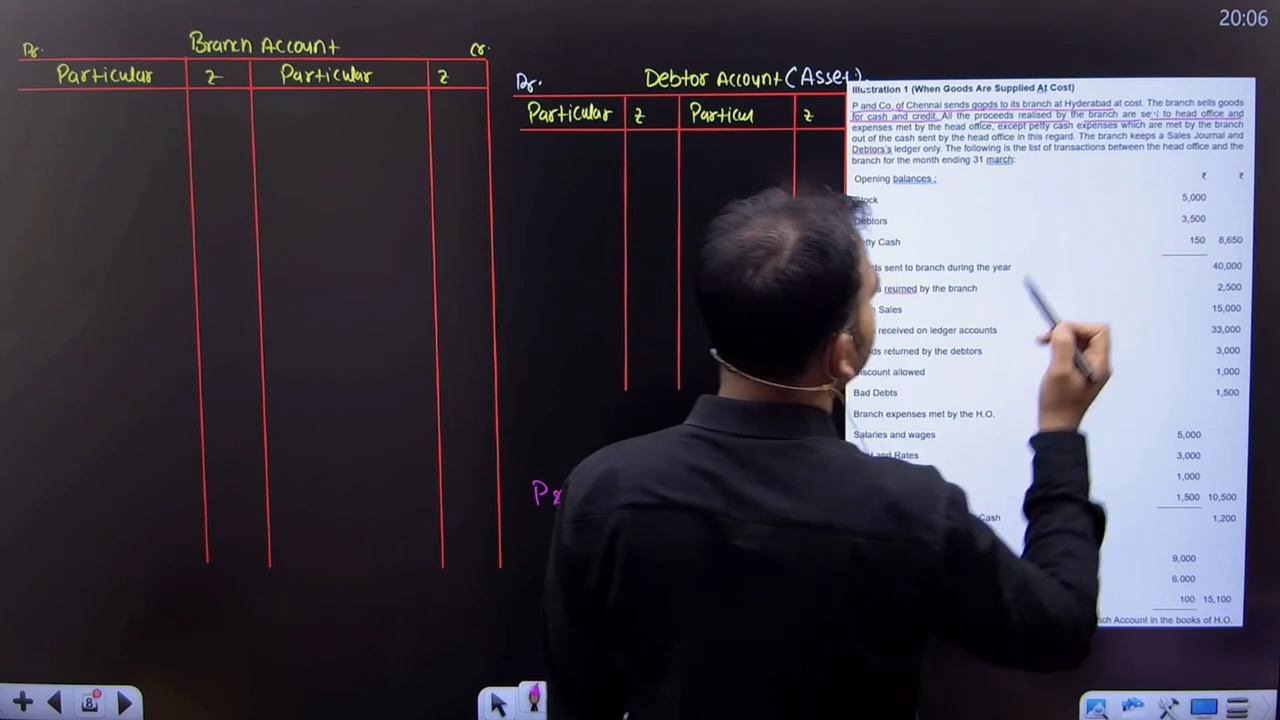 20:06
Dr. Branch Account Cr.
Particular ₹ Particular ₹
Dr. Debtor Account (Asset).
Particular ₹ Particul ₹
P &
Illustration 1 (When Goods Are Supplied At Cost)
P and Co. of Chennai sends goods to its branch at Hyderabad at cost. The branch sells goods
for cash and credit. All the proceeds realised by the branch are to head office and
expenses met by the head office, except petty cash expenses which are met by the branch
out of the cash sent by the head office in this regard. The branch keeps a Sales Journal and
Debtors's ledger only. The following is the list of transactions between the head office and the
branch for the month ending 31 march:
₹ ₹
Opening balances :
Stock 5,000
Debtors 3,500
Petty Cash 150 8,650
sent to branch during the year 40,000
reurned by the branch 2,500
Sales 15,000
received on ledger accounts 33,000
returned by the debtors 3,000
Discount allowed 1,000
Bad Debts 1,500
Branch expenses met by the H.O.
Salaries and wages 5,000
and Rates 3,000
1,000
1,500 10,500
Cash 1,200
9,000
6.000
100 15,100
Account in the books of H.O.
8